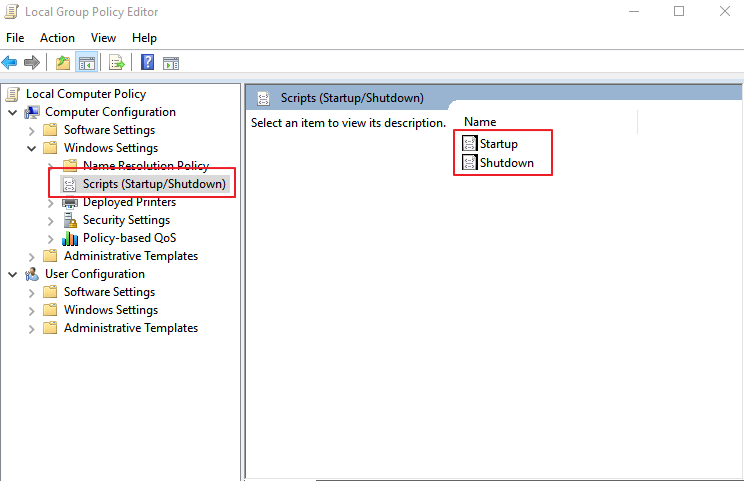 Local Group Policy Editor
File Action View Help
Local Computer Policy
Computer Configuration
Software Settings
Windows Settings
Name Resolution Policy
Scripts (Startup/Shutdown)
Deployed Printers
Security Settings
Policy-based QoS
Administrative Templates
User Configuration
Software Settings
Windows Settings
Administrative Templates
Scripts (Startup/Shutdown)
Select an item to view its description.
Name
Startup
Shutdown